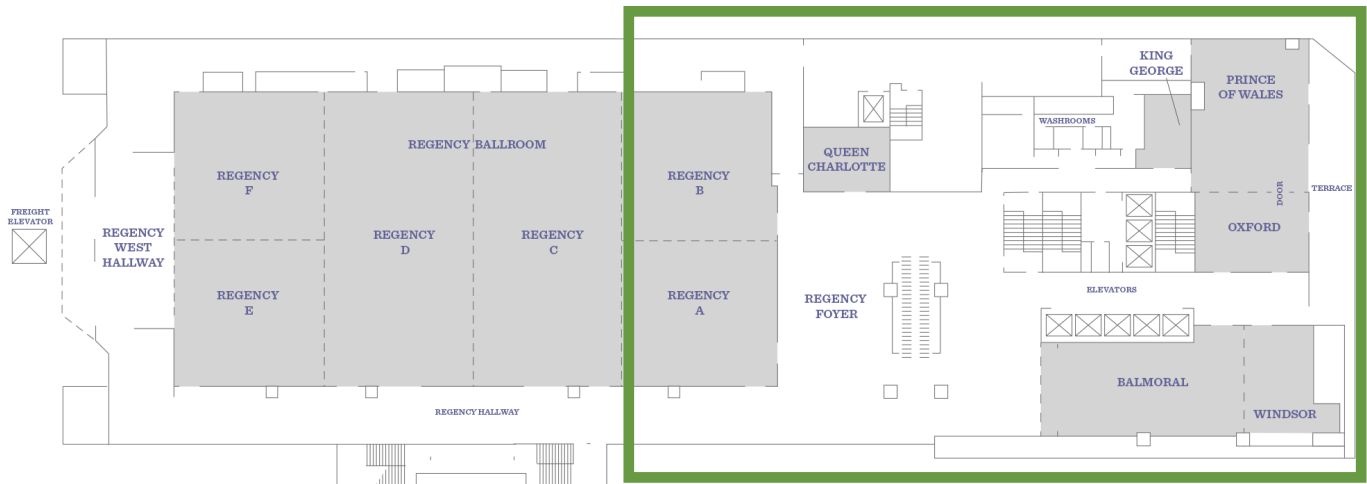 KING
GEORGE
PRINCE
OF WALES
WASHROOMS
REGENCY BALLROOM
QUEEN
CHARLOTTE
REGENCY
F
REGENCY
B
DOOR
TERRACE
FREIGHT
ELEVATOR
REGENCY
WEST
HALLWAY
REGENCY
D
REGENCY
C
OXFORD
REGENCY
E
REGENCY
A
REGENCY
FOYER
ELEVATORS
BALMORAL
REGENCY HALLWAY
WINDSOR